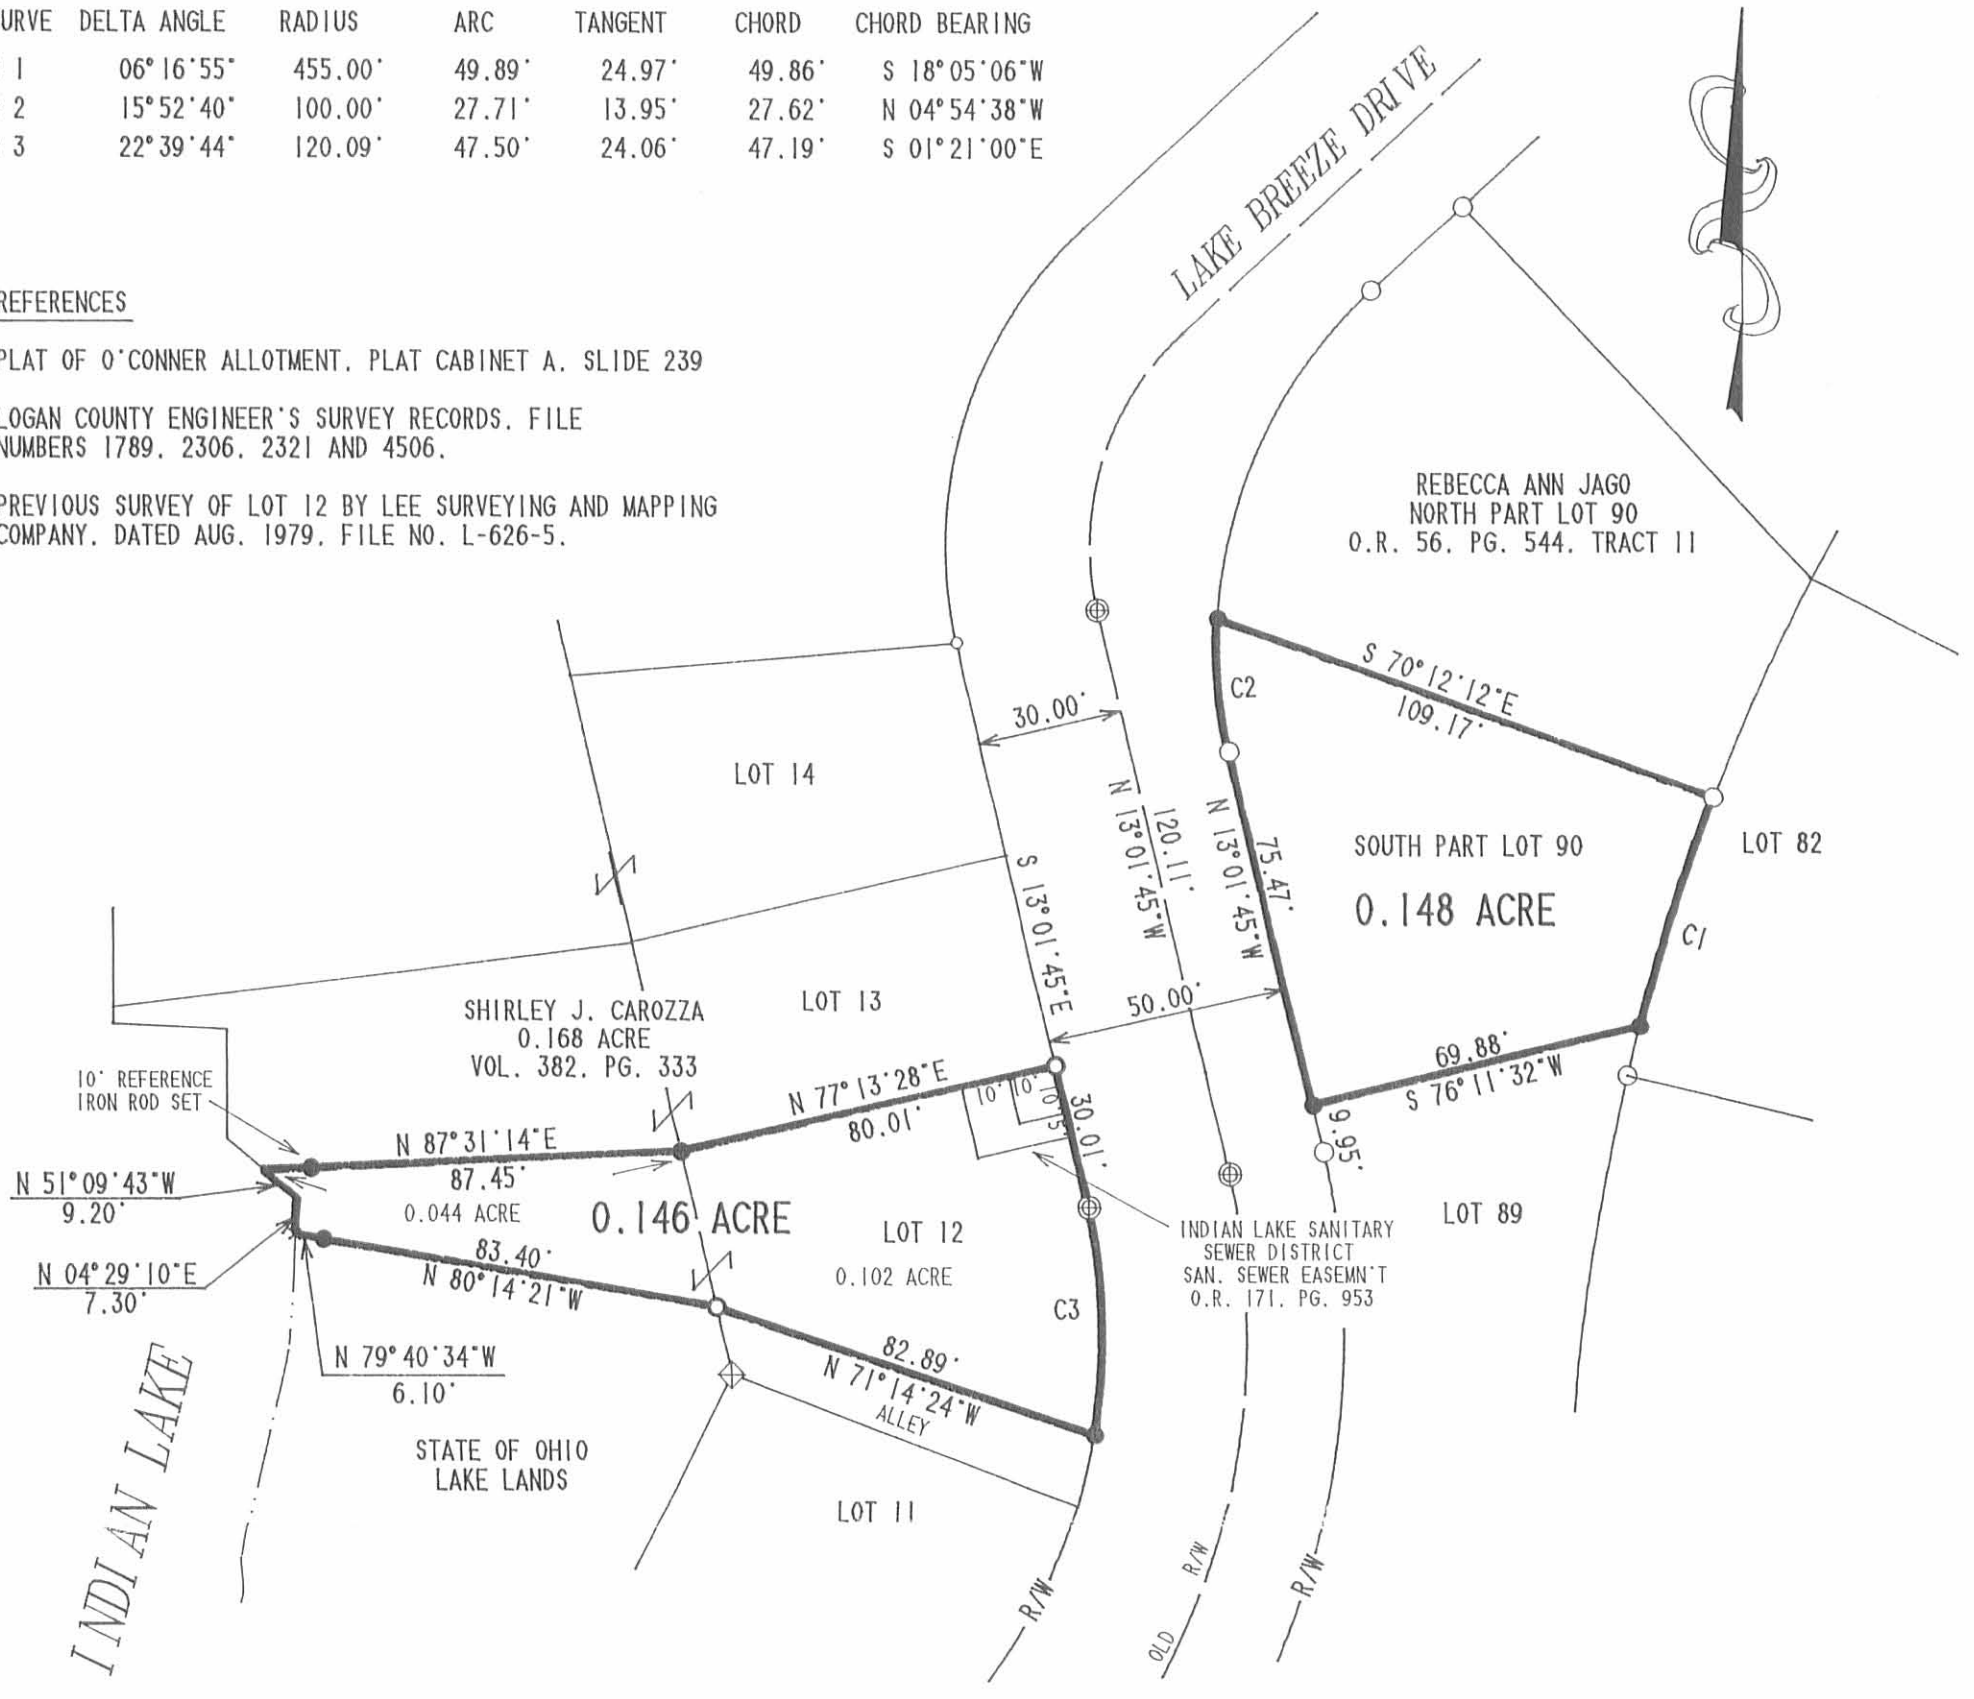 URVE DELTA ANGLE RADIUS ARC TANGENT CHORD CHORD BEARING
1 06°16'55" 455.00' 49.89' 24.97' 49.86' S 18°05'06"W
2 15°52'40" 100.00' 27.71' 13.95' 27.62' N 04°54'38"W
3 22°39'44" 120.09' 47.50' 24.06' 47.19' S 01°21'00"E
REFERENCES
PLAT OF O'CONNER ALLOTMENT. PLAT CABINET A. SLIDE 239
LOGAN COUNTY ENGINEER'S SURVEY RECORDS. FILE
NUMBERS 1789. 2306. 2321 AND 4506.
PREVIOUS SURVEY OF LOT 12 BY LEE SURVEYING AND MAPPING
COMPANY. DATED AUG. 1979. FILE NO. L-626-5.
LAKE BREEZE DRIVE
REBECCA ANN JAGO
NORTH PART LOT 90
O.R. 56. PG. 544. TRACT II
S 70°12'12"E
109.17'
C2
30.00'
LOT 14
N 13°01'45"W
120.11'
N 13°01'45"W
75.47'
SOUTH PART LOT 90
0.148 ACRE
LOT 82
C1
S 13°01'45"E
50.00'
69.88'
S 76°11'32"W
9.95'
LOT 89
LOT 13
SHIRLEY J. CAROZZA
0.168 ACRE
VOL. 382. PG. 333
10' REFERENCE
IRON ROD SET
N 77°13'28"E
80.01'
10'
10'
10'
5'
30.01'
N 87°31'14"E
87.45'
0.044 ACRE
0.146 ACRE
N 51°09'43"W
9.20'
N 04°29'10"E
7.30'
83.40'
N 80°14'21"W
N 79°40'34"W
6.10'
LOT 12
0.102 ACRE
C3
INDIAN LAKE SANITARY
SEWER DISTRICT
SAN. SEWER EASEMN'T
O.R. 171. PG. 953
82.89'
N 71°14'24"W
ALLEY
STATE OF OHIO
LAKE LANDS
INDIAN LAKE
LOT 11
R/W
OLD R/W
R/W